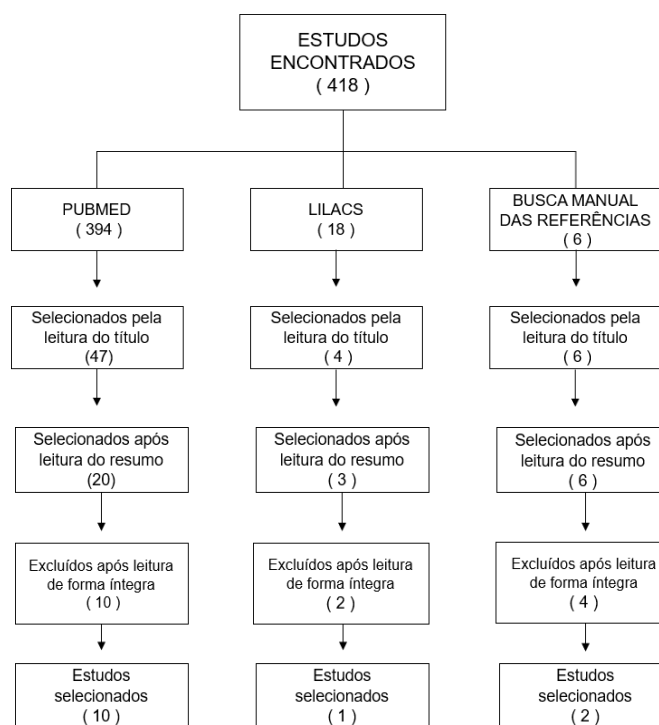 ESTUDOS
ENCONTRADOS
( 418 )
PUBMED
( 394 )
LILACS
( 18 )
BUSCA MANUAL
DAS REFERÊNCIAS
( 6 )
Selecionados pela
leitura do título
(47)
Selecionados pela
leitura do título
( 4 )
Selecionados pela
leitura do título
( 6 )
Selecionados após
leitura do resumo
(20)
Selecionados após
leitura do resumo
( 3 )
Selecionados após
leitura do resumo
( 6 )
Excluídos após leitura
de forma íntegra
( 10 )
Excluídos após leitura
de forma íntegra
( 2 )
Excluídos após leitura
de forma íntegra
( 4 )
Estudos
selecionados
( 10 )
Estudos
selecionados
( 1 )
Estudos
selecionados
( 2 )